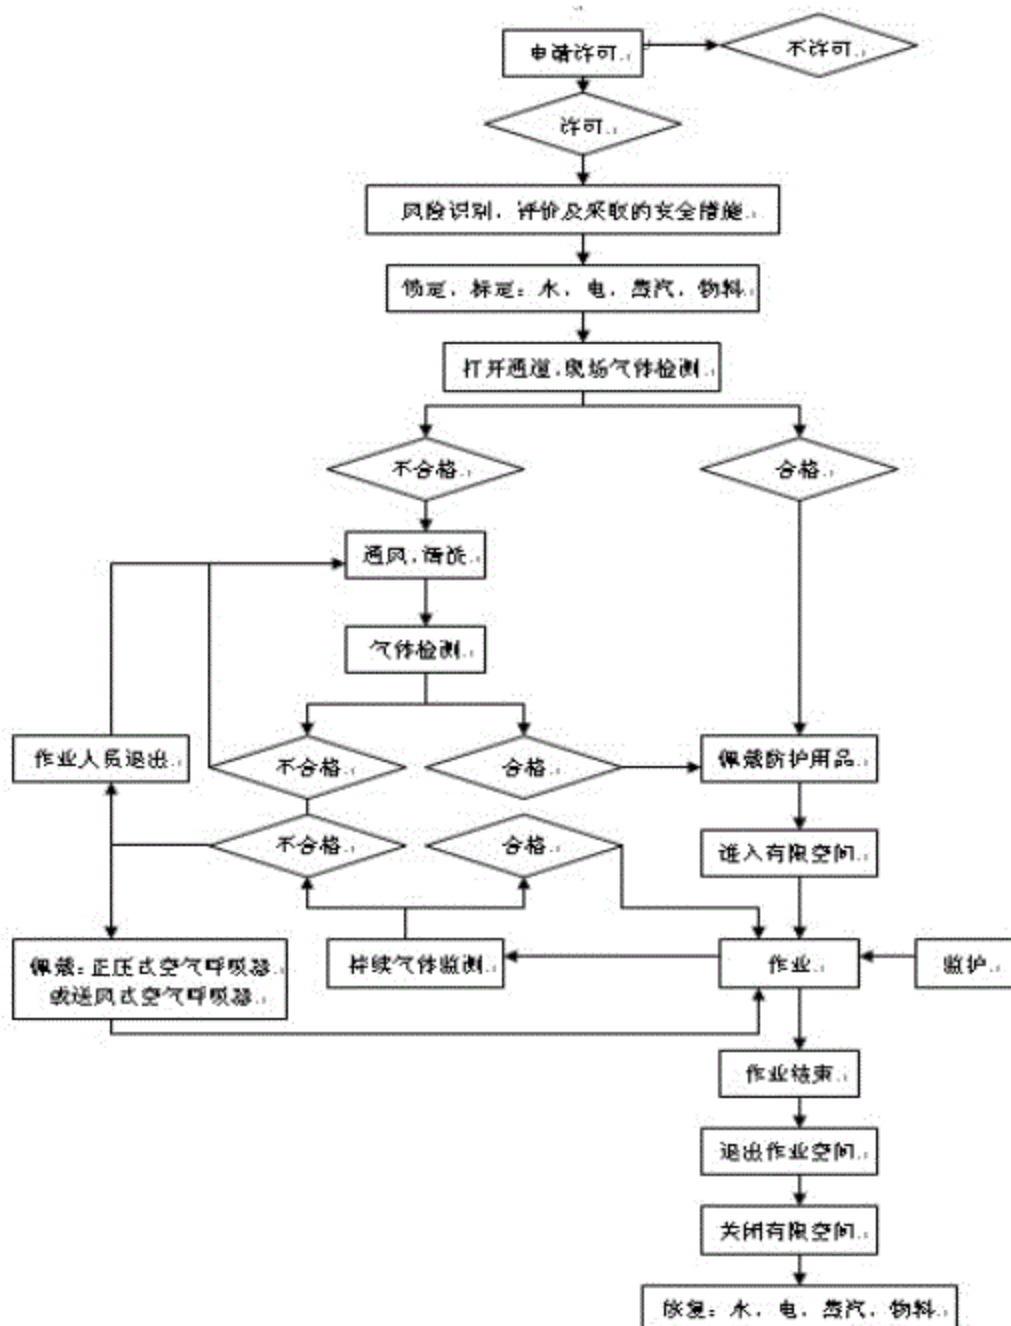 申请许可
不许可
许可
风险识别、评价及采取的安全措施
锁定、标定：水、电、蒸汽、物料
打开通道，现场气体检测
不合格
合格
通风，清洗
气体检测
作业人员退出
不合格
合格
佩戴防护用品
不合格
合格
进入有限空间
佩戴：正压式空气呼吸器
或送风式空气呼吸器
持续气体监测
作业
监护
作业结束
退出作业空间
关闭有限空间
恢复：水、电、蒸汽、物料